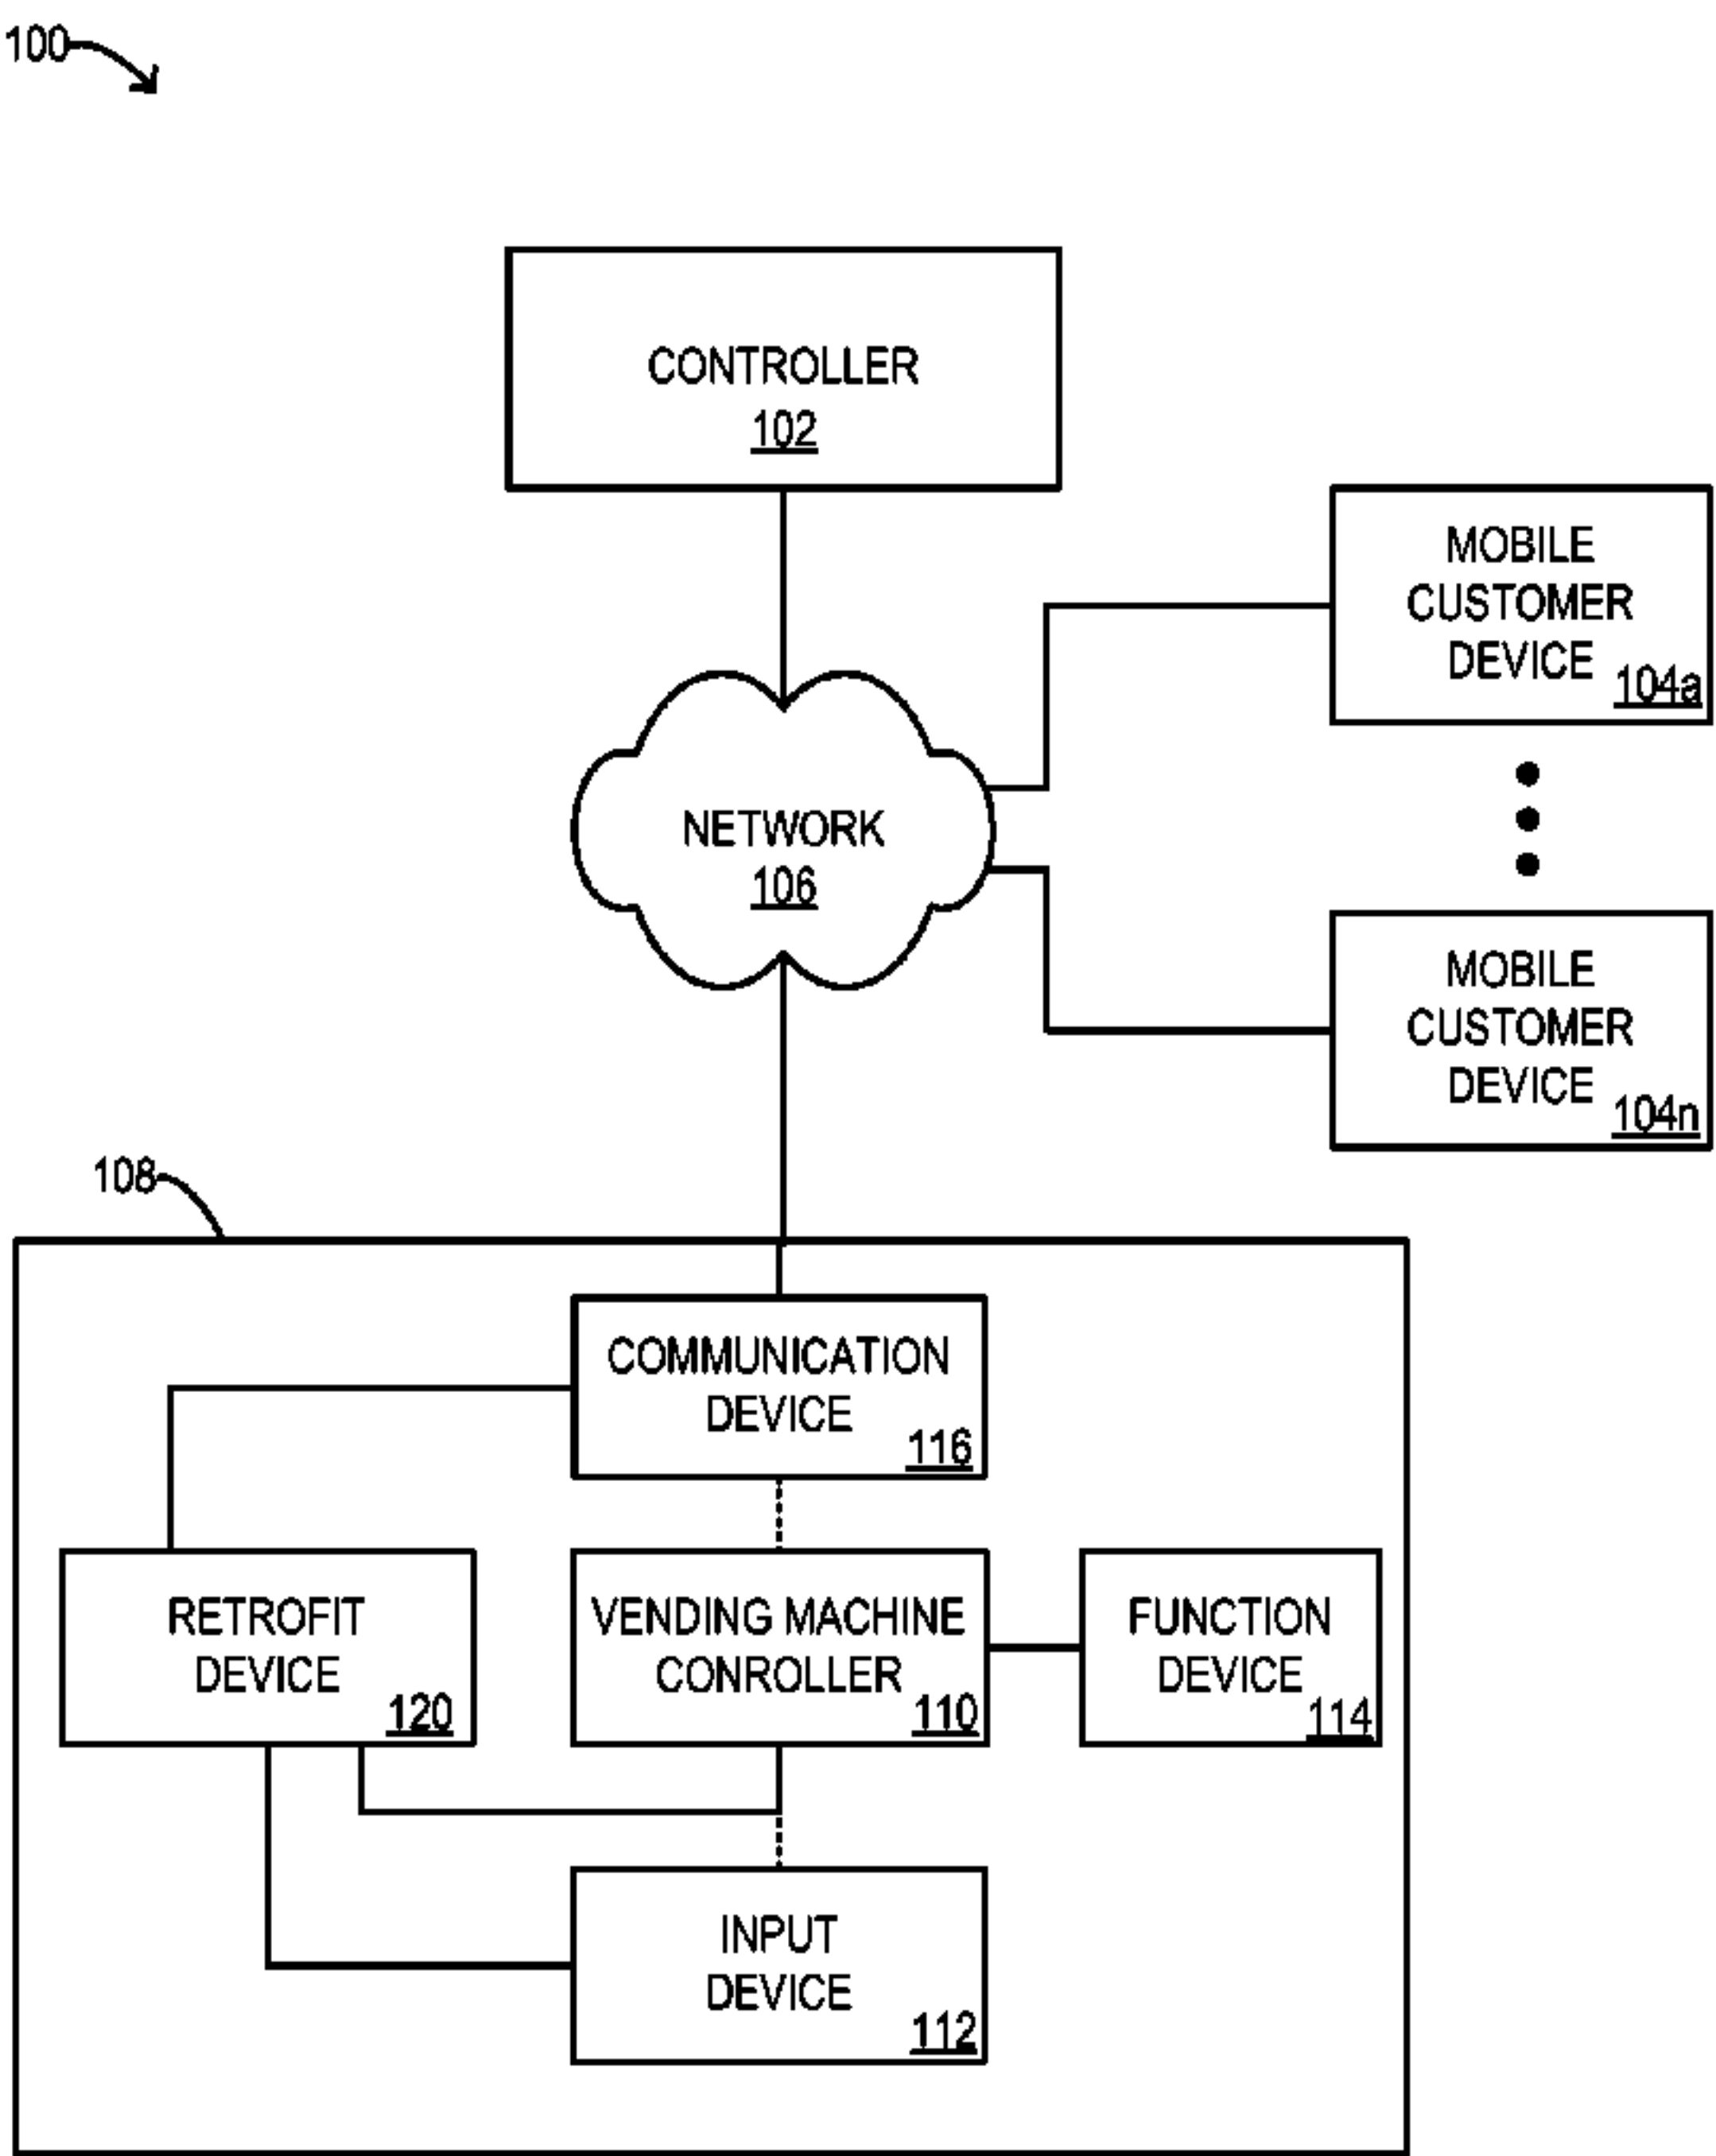 100
CONTROLLER
102
MOBILE
CUSTOMER
DEVICE
104a
NETWORK
106
MOBILE
CUSTOMER
DEVICE
104n
108
COMMUNICATION
DEVICE
116
RETROFIT
DEVICE
120
VENDING MACHINE
CONROLLER
110
FUNCTION
DEVICE
114
INPUT
DEVICE
112